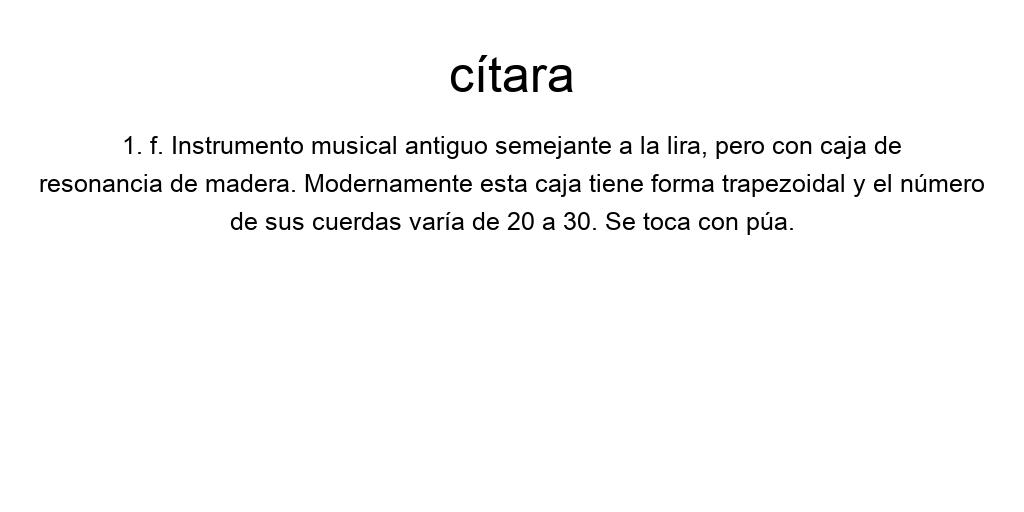 cítara
1. f. Instrumento musical antiguo semejante a la lira, pero con caja de
resonancia de madera. Modernamente esta caja tiene forma trapezoidal y el número
de sus cuerdas varía de 20 a 30. Se toca con púa.